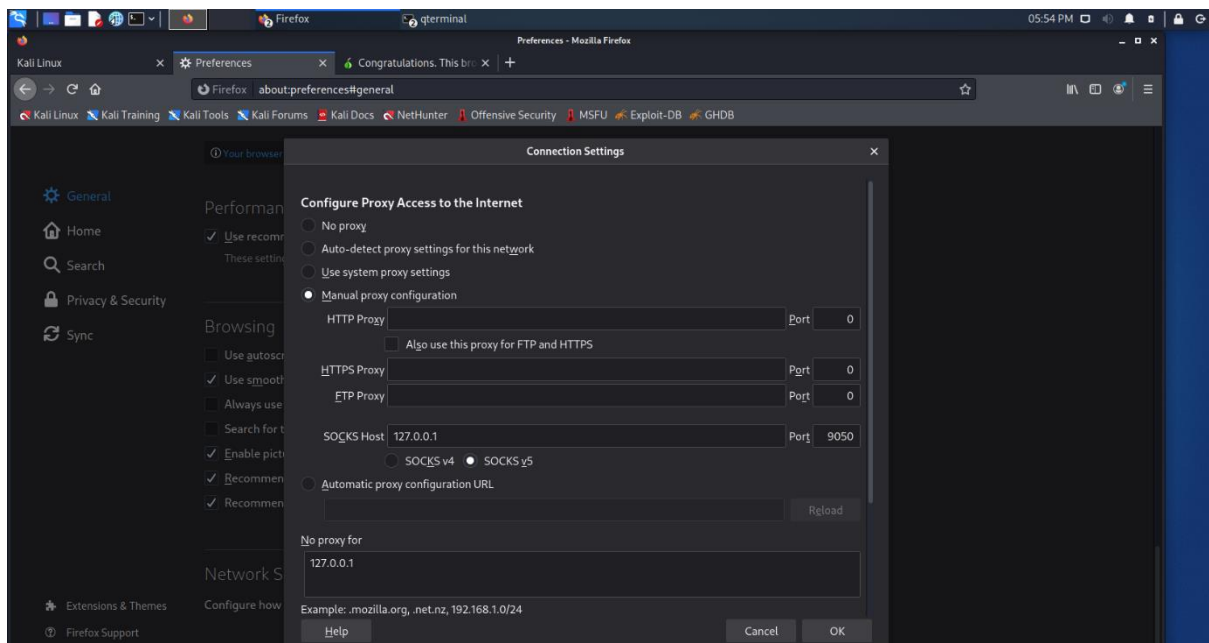 Firefox
qterminal
05:54 PM
Preferences - Mozilla Firefox
Kali Linux
Preferences
Congratulations. This bro
Firefox about:preferences#general
Kali Linux Kali Training Kali Tools Kali Forums Kali Docs NetHunter Offensive Security MSFU Exploit-DB GHDB
Your browser
Connection Settings
General
Home
Search
Privacy & Security
Sync
Performan
Use recomm
These settin
Browsing
Use autoscr
Use smooth
Always use
Search for t
Enable pict
Recommen
Recommen
Network S
Configure how
Configure Proxy Access to the Internet
No proxy
Auto-detect proxy settings for this network
Use system proxy settings
Manual proxy configuration
HTTP Proxy Port 0
Also use this proxy for FTP and HTTPS
HTTPS Proxy Port 0
FTP Proxy Port 0
SOCKS Host 127.0.0.1 Port 9050
SOCKS v4 SOCKS v5
Automatic proxy configuration URL
Reload
No proxy for
127.0.0.1
Example: .mozilla.org, .net.nz, 192.168.1.0/24
Help Cancel OK
Extensions & Themes
Firefox Support